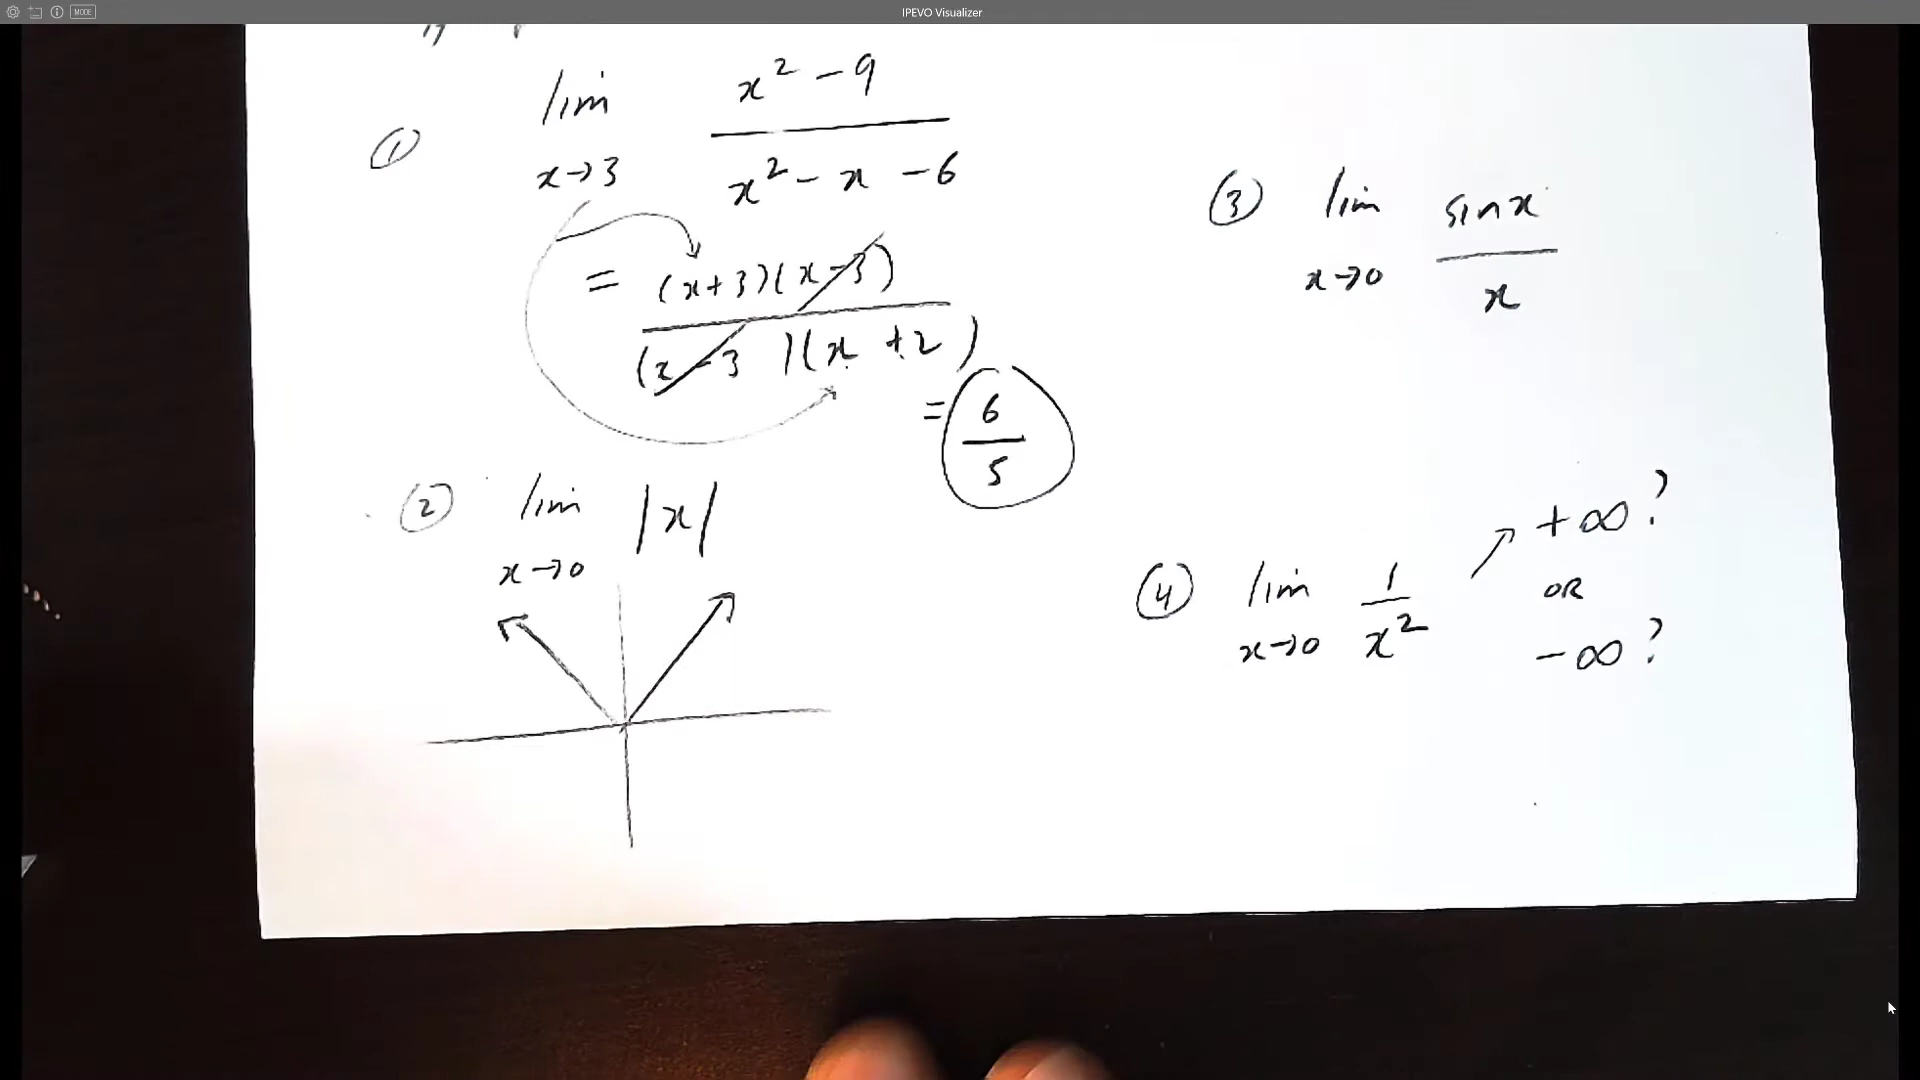 MODE
IPEVO Visualizer
① lim x→3 (x² − 9)/(x² − x − 6)
= (x+3)(x−3)/(x−3)(x+2)
= 6/5
② lim x→0 |x|
③ lim x→0 sinx/x
④ lim x→0 1/x²
+∞?
OR
−∞?